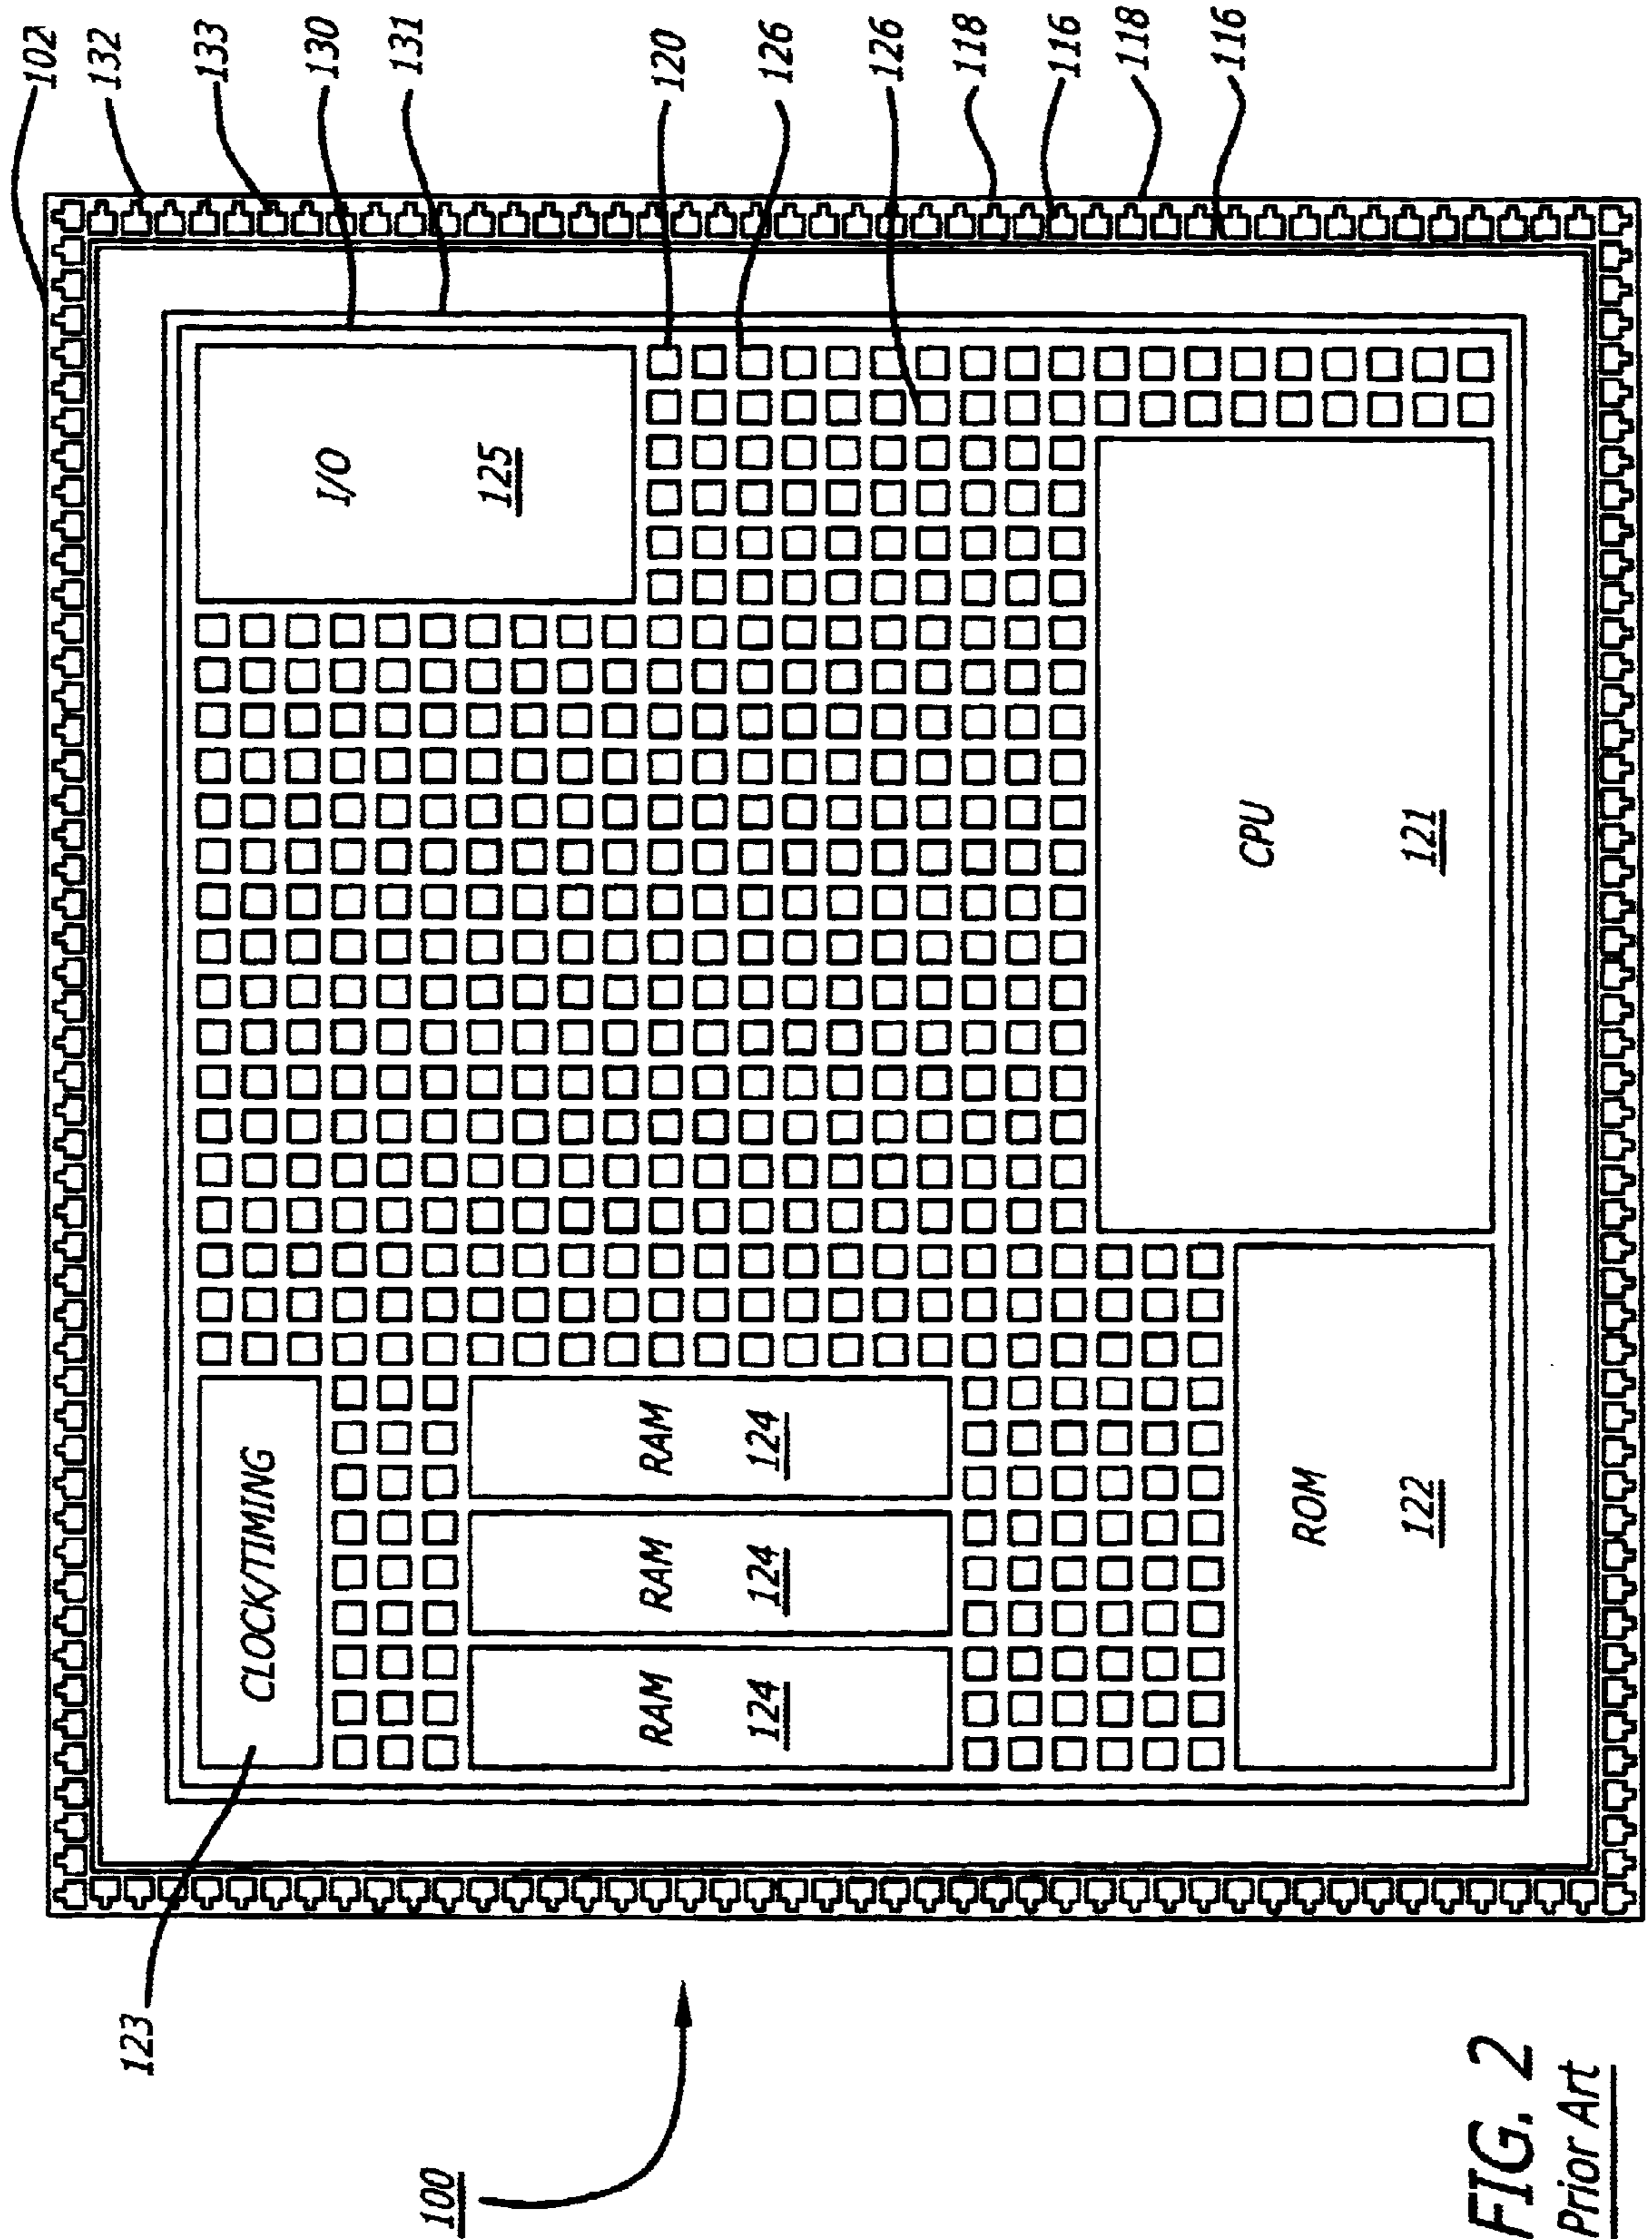 102
132
133
130
131
120
126
126
118
116
118
116
I/O
125
CPU
121
CLOCK/TIMING
RAM
124
RAM
124
RAM
124
ROM
122
123
100
FIG. 2
Prior Art